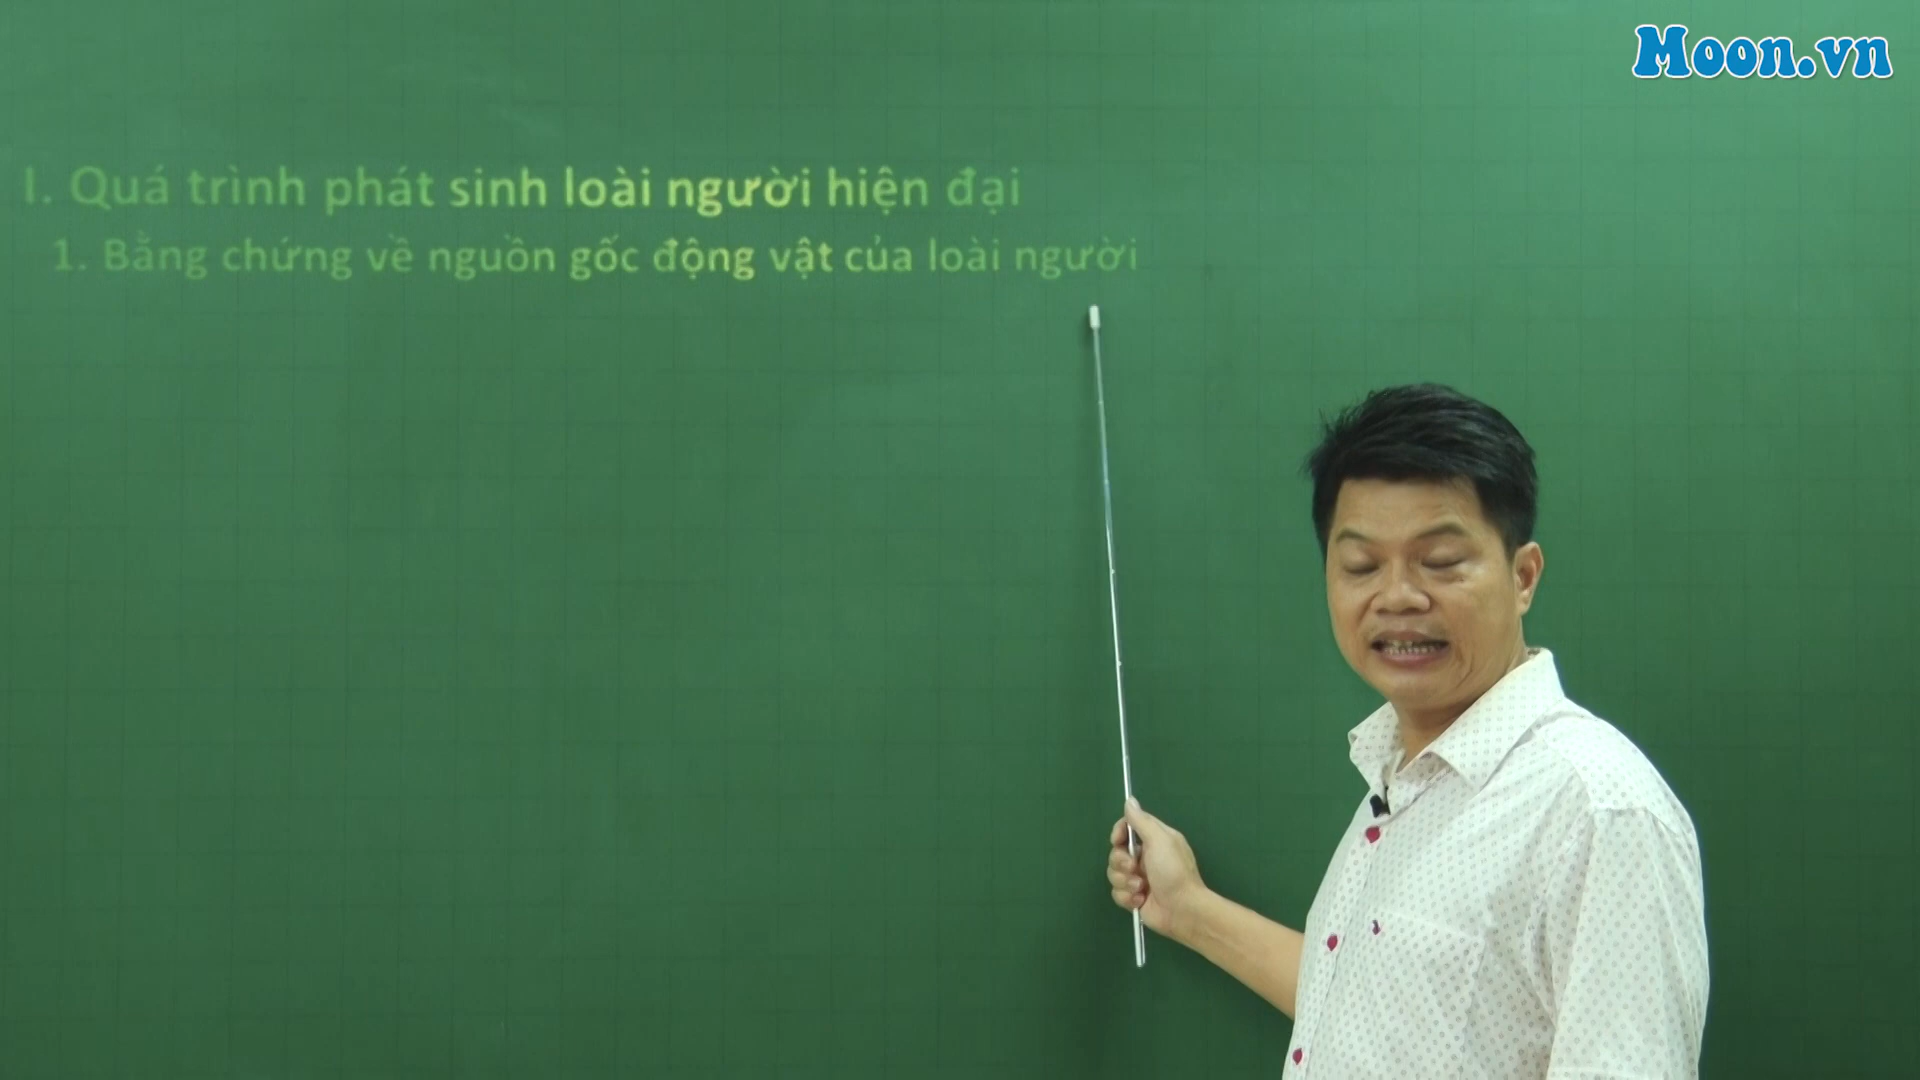 Moon.vn
I. Quá trình phát sinh loài người hiện đại
1. Bằng chứng về nguồn gốc động vật của loài người